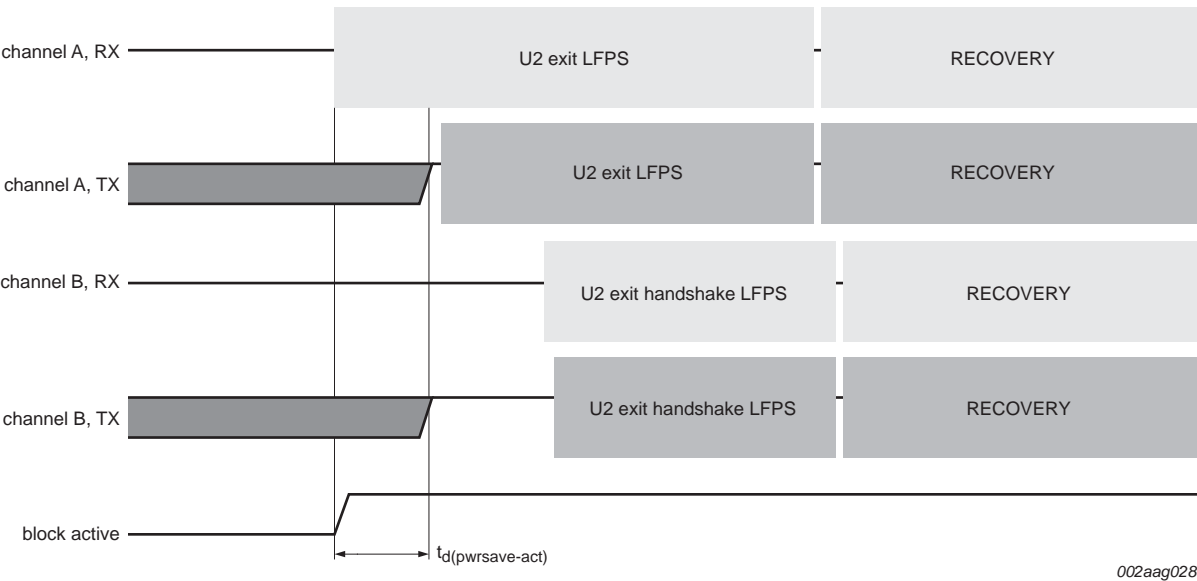 channel A, RX
U2 exit LFPS
RECOVERY
channel A, TX
U2 exit LFPS
RECOVERY
channel B, RX
U2 exit handshake LFPS
RECOVERY
channel B, TX
U2 exit handshake LFPS
RECOVERY
block active
td(pwrsave-act)
002aag028